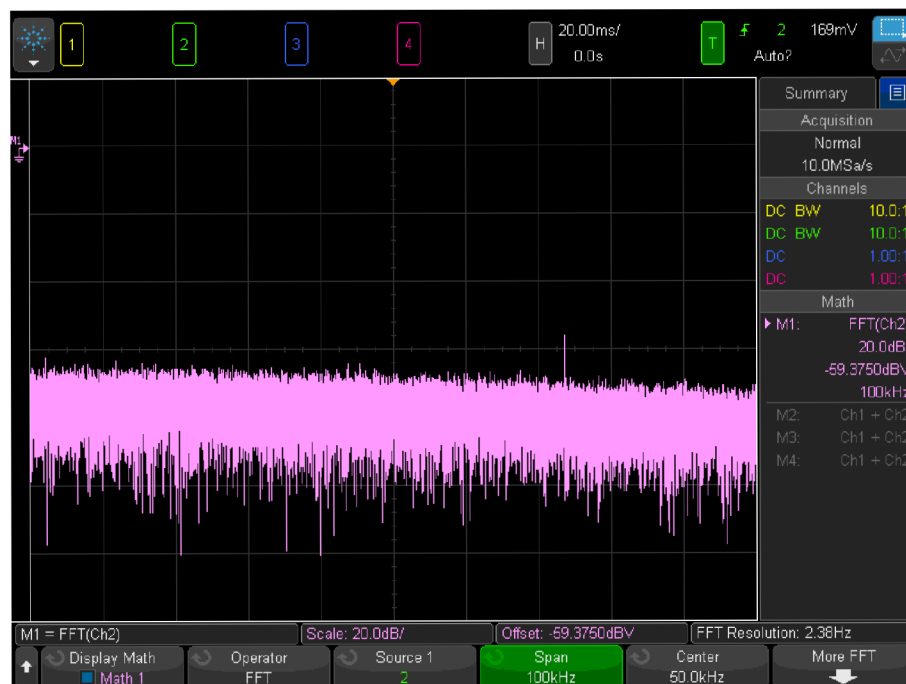 1
2
3
4
H
20.00ms/
0.0s
T
2
169mV
Auto?
Summary
Acquisition
Normal
10.0MSa/s
Channels
DC BW 10.0:1
DC BW 10.0:1
DC 1.00:1
DC 1.00:1
Math
M1: FFT(Ch2)
20.0dB/
-59.3750dBV
100kHz
M2: Ch1 + Ch2
M3: Ch1 + Ch2
M4: Ch1 + Ch2
M1
M1 = FFT(Ch2)
Scale: 20.0dB/
Offset: -59.3750dBV
FFT Resolution: 2.38Hz
Display Math
Math 1
Operator
FFT
Source 1
2
Span
100kHz
Center
50.0kHz
More FFT